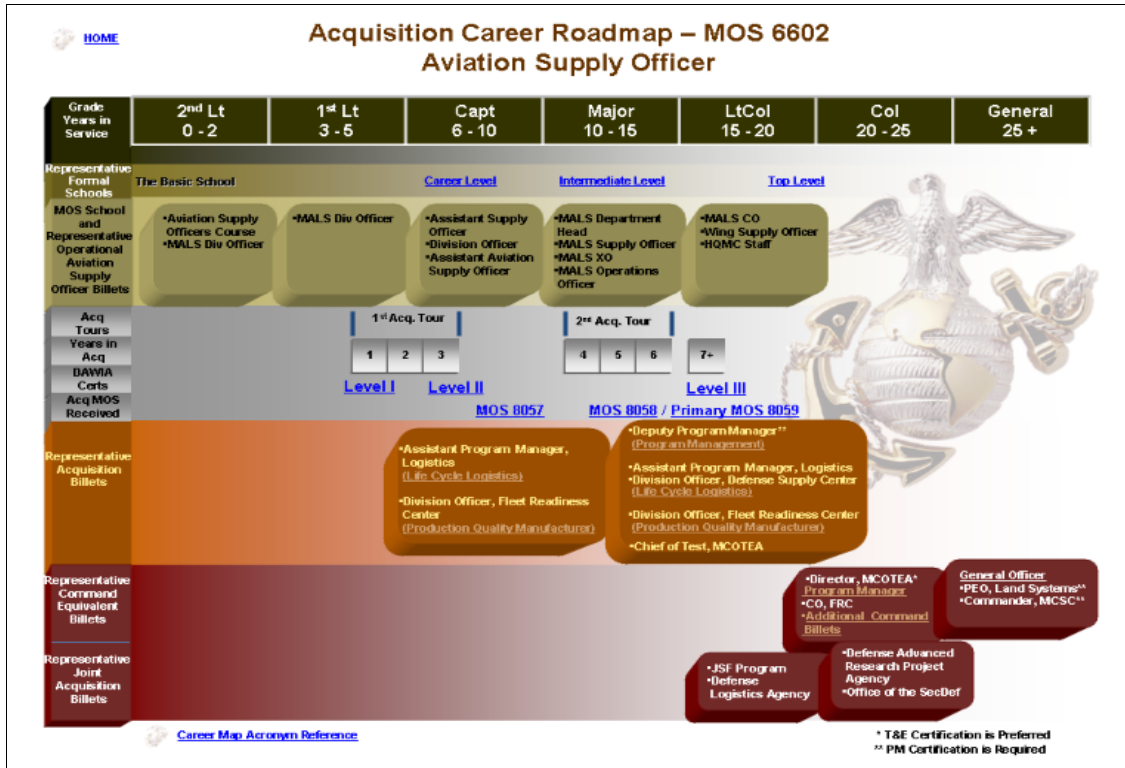 HOME
Acquisition Career Roadmap – MOS 6602
Aviation Supply Officer
Grade
Years in
Service
2nd Lt
0 - 2
1st Lt
3 - 5
Capt
6 - 10
Major
10 - 15
LtCol
15 - 20
Col
20 - 25
General
25 +
Representative
Formal
Schools
The Basic School
Career Level
Intermediate Level
Top Level
MOS School
and
Representative
Operational
Aviation
Supply
Officer Billets
•Aviation Supply
Officers Course
•MALS Div Officer
•MALS Div Officer
•Assistant Supply
Officer
•Division Officer
•Assistant Aviation
Supply Officer
•MALS Department
Head
•MALS Supply Officer
•MALS XO
•MALS Operations
Officer
•MALS CO
•Wing Supply Officer
•HQMC Staff
Acq
Tours
1st Acq. Tour
2nd Acq. Tour
Years in
Acq
1
2
3
4
5
6
7+
DAWIA
Certs
Level I
Level II
Level III
Acq MOS
Received
MOS 8057
MOS 8058 / Primary MOS 8059
Representative
Acquisition
Billets
•Assistant Program Manager,
Logistics
(Life Cycle Logistics)
•Division Officer, Fleet Readiness
Center
(Production Quality Manufacturer)
•Deputy Program Manager**
(Program Management)
•Assistant Program Manager, Logistics
•Division Officer, Defense Supply Center
(Life Cycle Logistics)
•Division Officer, Fleet Readiness Center
(Production Quality Manufacturer)
•Chief of Test, MCOTEA
Representative
Command
Equivalent
Billets
•Director, MCOTEA*
Program Manager
•CO, FRC
•Additional Command
Billets
General Officer
•PEO, Land Systems**
•Commander, MCSC**
Representative
Joint
Acquisition
Billets
•JSF Program
•Defense
Logistics Agency
•Defense Advanced
Research Project
Agency
•Office of the SecDef
Career Map Acronym Reference
* T&E Certification is Preferred
** PM Certification is Required